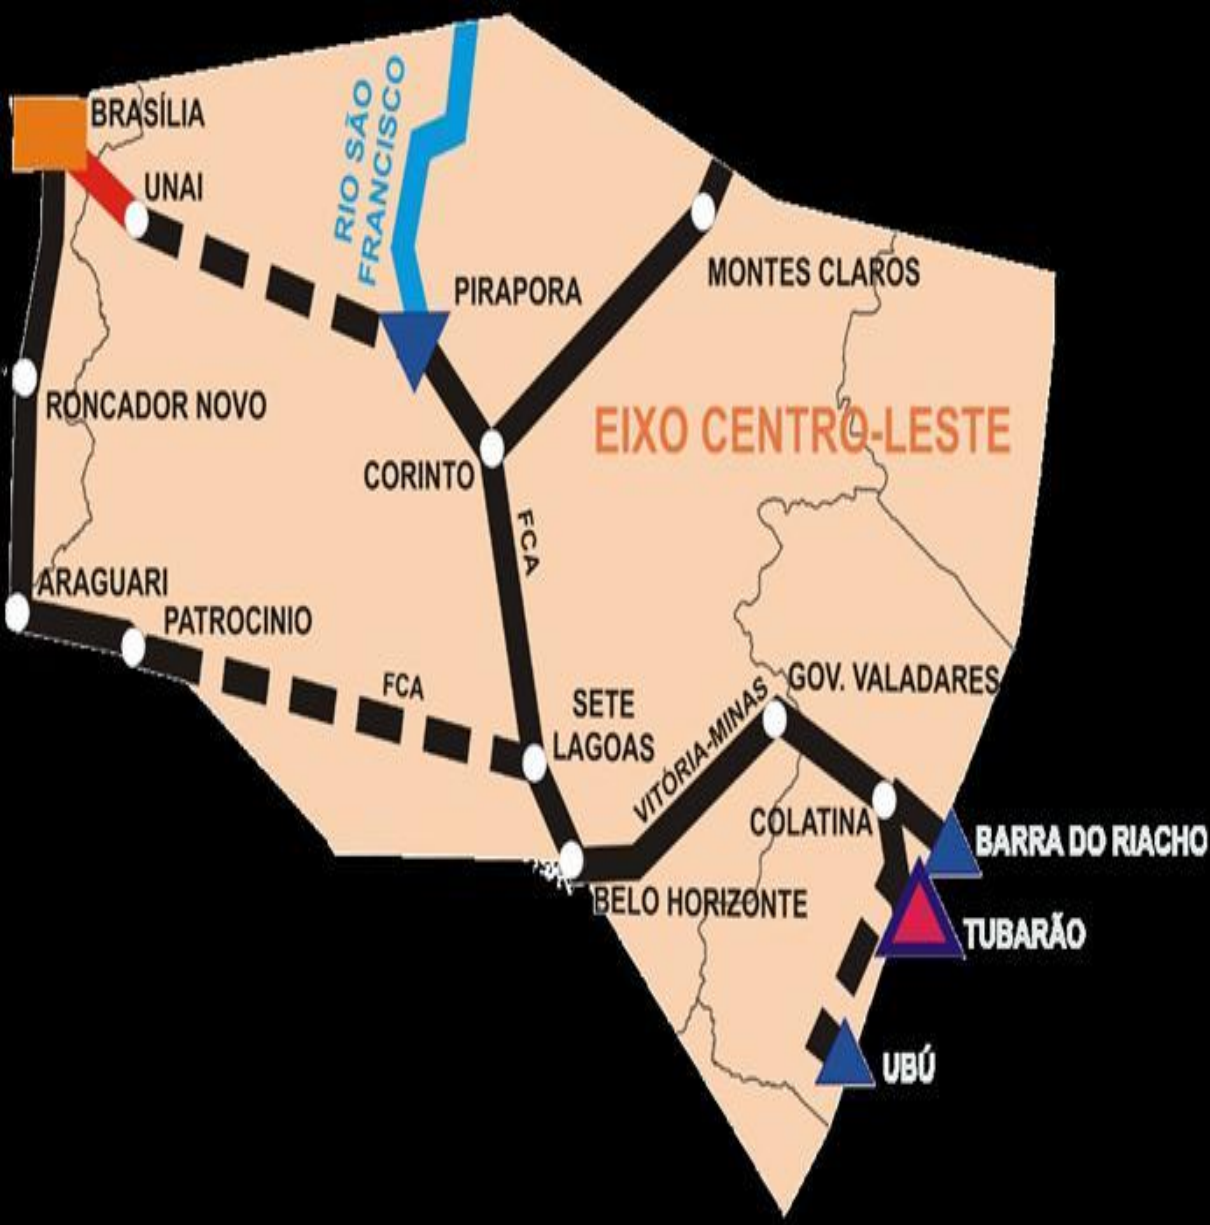 BRASÍLIA
UNAI
RIO SÃO
FRANCISCO
PIRAPORA
MONTES CLAROS
RONCADOR NOVO
EIXO CENTRO-LESTE
CORINTO
FCA
ARAGUARI
PATROCINIO
FCA
SETE
LAGOAS
GOV. VALADARES
VITÓRIA-MINAS
COLATINA
BARRA DO RIACHO
BELO HORIZONTE
TUBARÃO
UBÚ